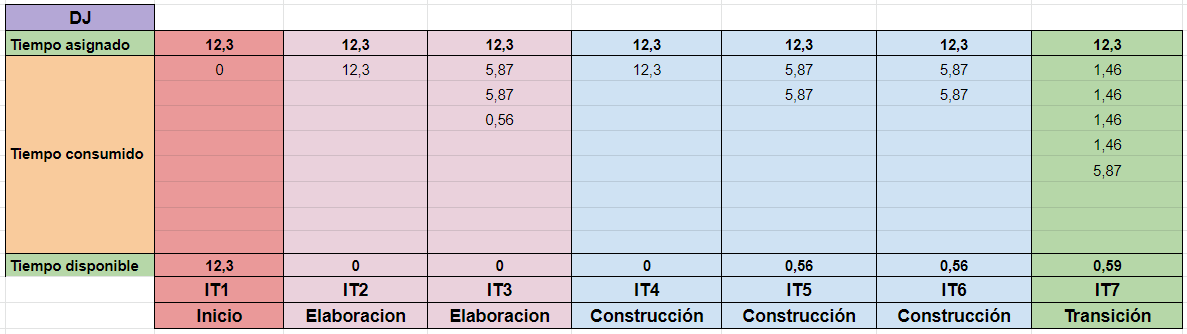 DJ
Tiempo asignado 12,3 12,3 12,3 12,3 12,3 12,3 12,3
0 12,3 5,87 12,3 5,87 5,87 1,46
5,87 5,87 5,87 1,46
0,56 1,46
Tiempo consumido 1,46
5,87
Tiempo disponible 12,3 0 0 0 0,56 0,56 0,59
IT1 IT2 IT3 IT4 IT5 IT6 IT7
Inicio Elaboracion Elaboracion Construcción Construcción Construcción Transición